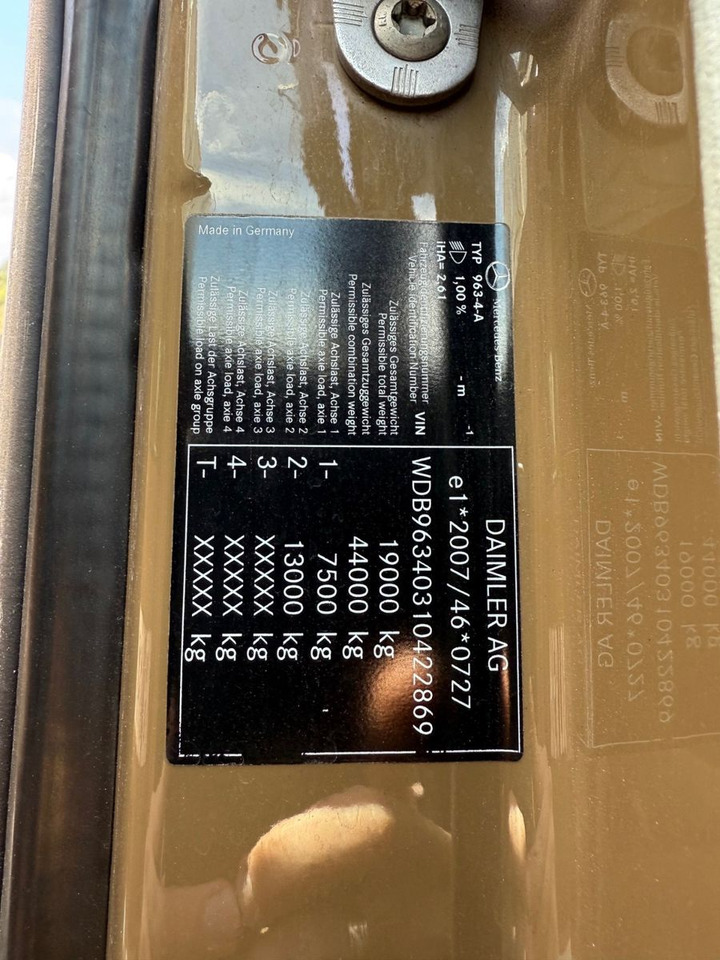 Mercedes-Benz
TYP 963-4-A
1,00 % - m -1
iHA= 2.61
DAIMLER AG
e1*2007/46*0727
Fahrzeugidentifizierungsnummer
Vehicle Identification Number VIN WDB9634031O422869
Zulässiges Gesamtgewicht
Permissible total weight 19000 kg
Zulässiges Gesamtzuggewicht
Permissible combination weight 44000 kg
Zulässige Achslast, Achse 1
Permissible axle load, axle 1 1- 7500 kg -
Zulässige Achslast, Achse 2
Permissible axle load, axle 2 2- 13000 kg
Zulässige Achslast, Achse 3
Permissible axle load, axle 3 3- XXXXX kg
Zulässige Achslast, Achse 4
Permissible axle load, axle 4 4- XXXXX kg
Zulässige Last der Achsgruppe
Permissible load on axle group T- XXXXX kg
Made in Germany